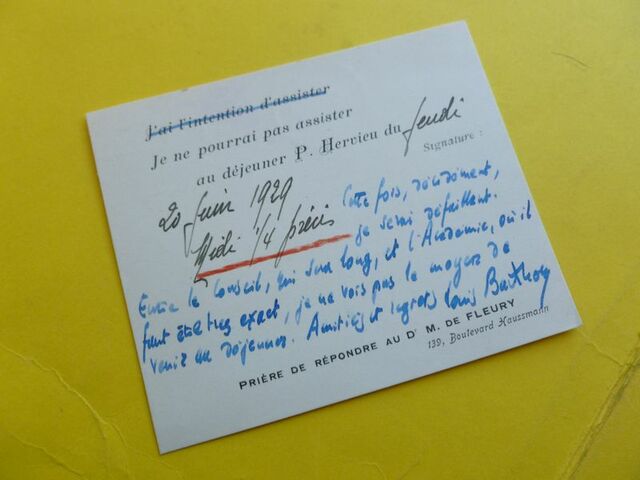 J'ai l'intention d'assister
Je ne pourrai pas assister
au déjeuner P. Hervieu du jeudi
Signature :
20 Juin 1929
Midi 1/4 précis
Cette fois, décidément,
je serai défaillant.
Entre le Conseil, qui sera long, et l'Académie, où il
faut être très exact, je ne vois pas le moyen de
venir au déjeuner. Amitiés et regrets Louis Barthou
PRIÈRE DE RÉPONDRE AU Dr M. DE FLEURY
139, Boulevard Haussmann